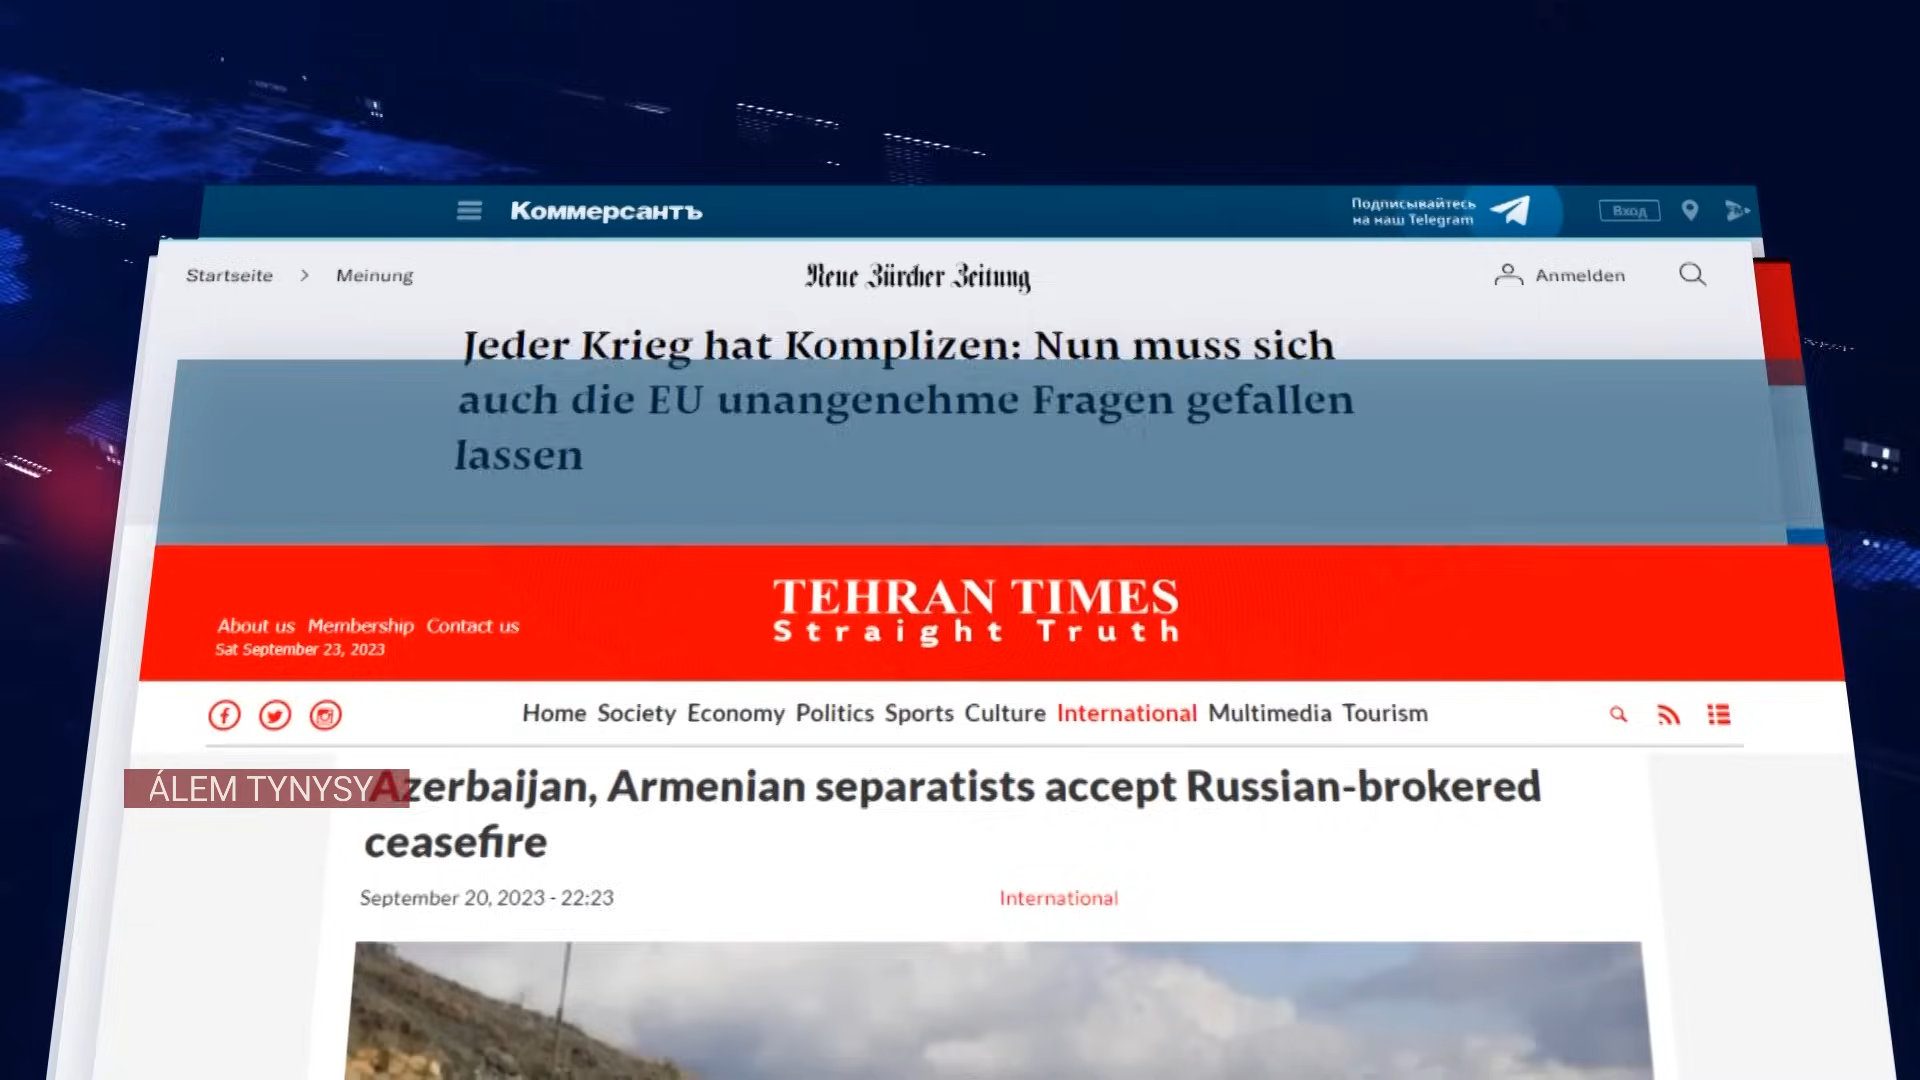 Коммерсантъ
Подписывайтесь
на наш Telegram
Вход
Startseite > Meinung
Neue Zürcher Zeitung
Anmelden
Jeder Krieg hat Komplizen: Nun muss sich
auch die EU unangenehme Fragen gefallen
lassen
TEHRAN TIMES
Straight Truth
About us Membership Contact us
Sat September 23, 2023
Home Society Economy Politics Sports Culture International Multimedia Tourism
ÁLEM TYNYSY
Azerbaijan, Armenian separatists accept Russian-brokered
ceasefire
September 20, 2023 - 22:23
International